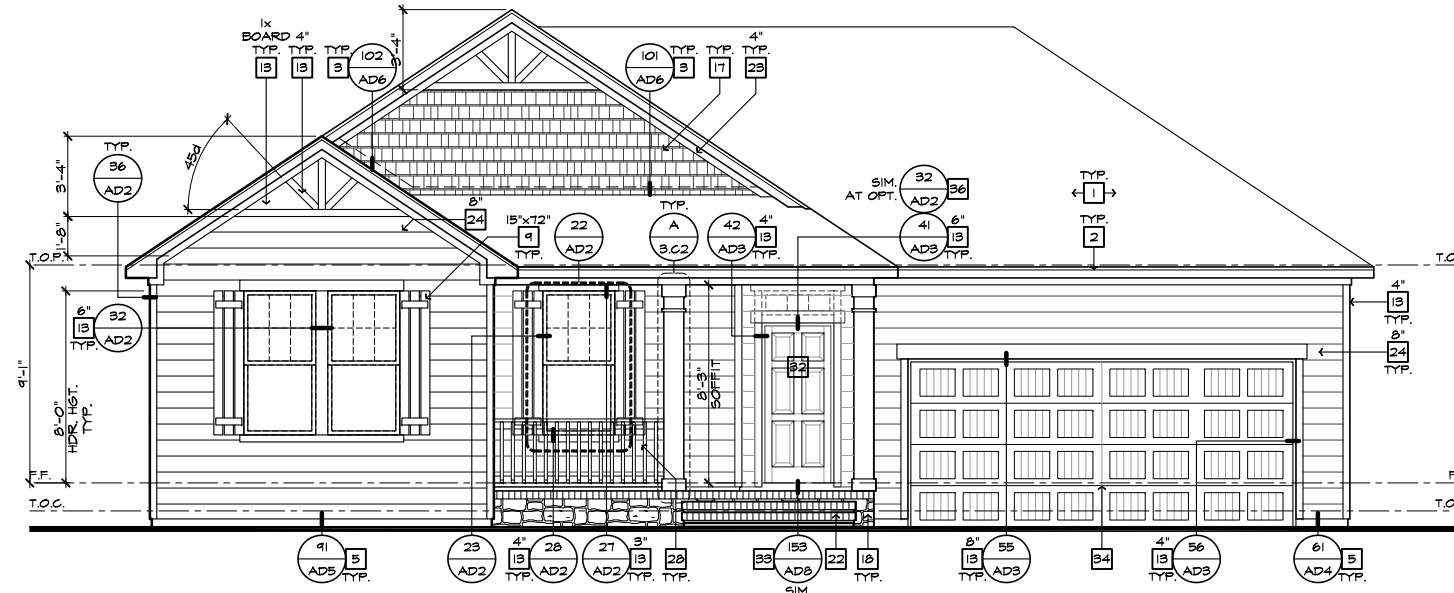 1x
BOARD 4"
TYP. TYP. TYP.
13 13 3
102
AD6
3'-4"
101
AD6
TYP.
3
TYP.
17
4"
TYP.
23
45d
TYP.
36
AD2
3'-4"
1'-8"
8"
24
15"x72"
9
TYP.
22
AD2
TYP.
A
3.C2
42
AD3
4"
13
TYP.
SIM.
AT OPT.
32
AD2
36
41
AD3
6"
13
TYP.
TYP.
1
TYP.
2
T.O.P.
T.O
6"
13
TYP.
32
AD2
9'-1"
8'-0"
HDR. HGT.
TYP.
8'-3"
SOFFIT
32
4"
13
TYP.
8"
24
TYP.
F.F.
F
T.O.C.
T.O
91
AD5
5
TYP.
23
AD2
4"
13
TYP.
28
AD2
27
AD2
3"
13
TYP.
28
TYP.
33
153
AD8
SIM
22
18
TYP.
8"
13
TYP.
55
AD3
34
4"
13
TYP.
56
AD3
61
AD4
5
TYP.